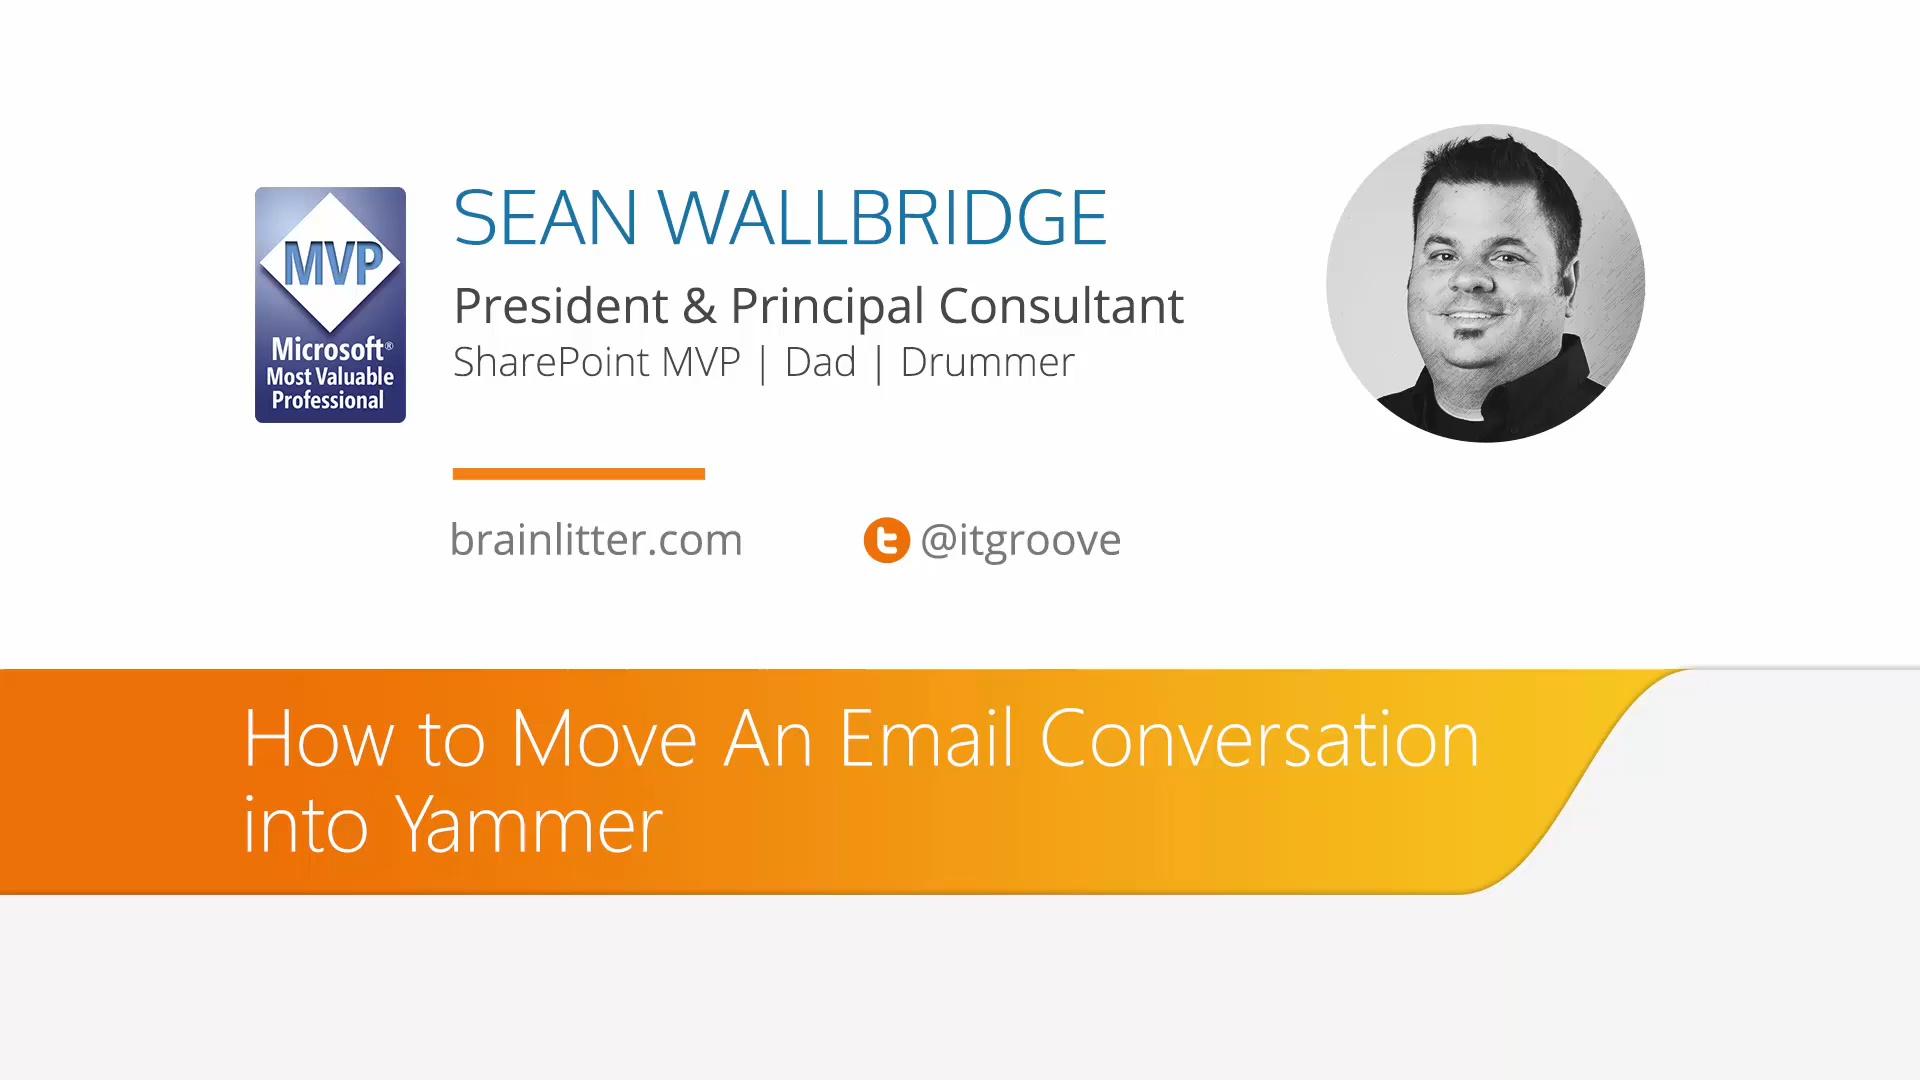 SEAN WALLBRIDGE
President & Principal Consultant
SharePoint MVP | Dad | Drummer
MVP
Microsoft®
Most Valuable
Professional
brainlitter.com
@itgroove
How to Move An Email Conversation
into Yammer